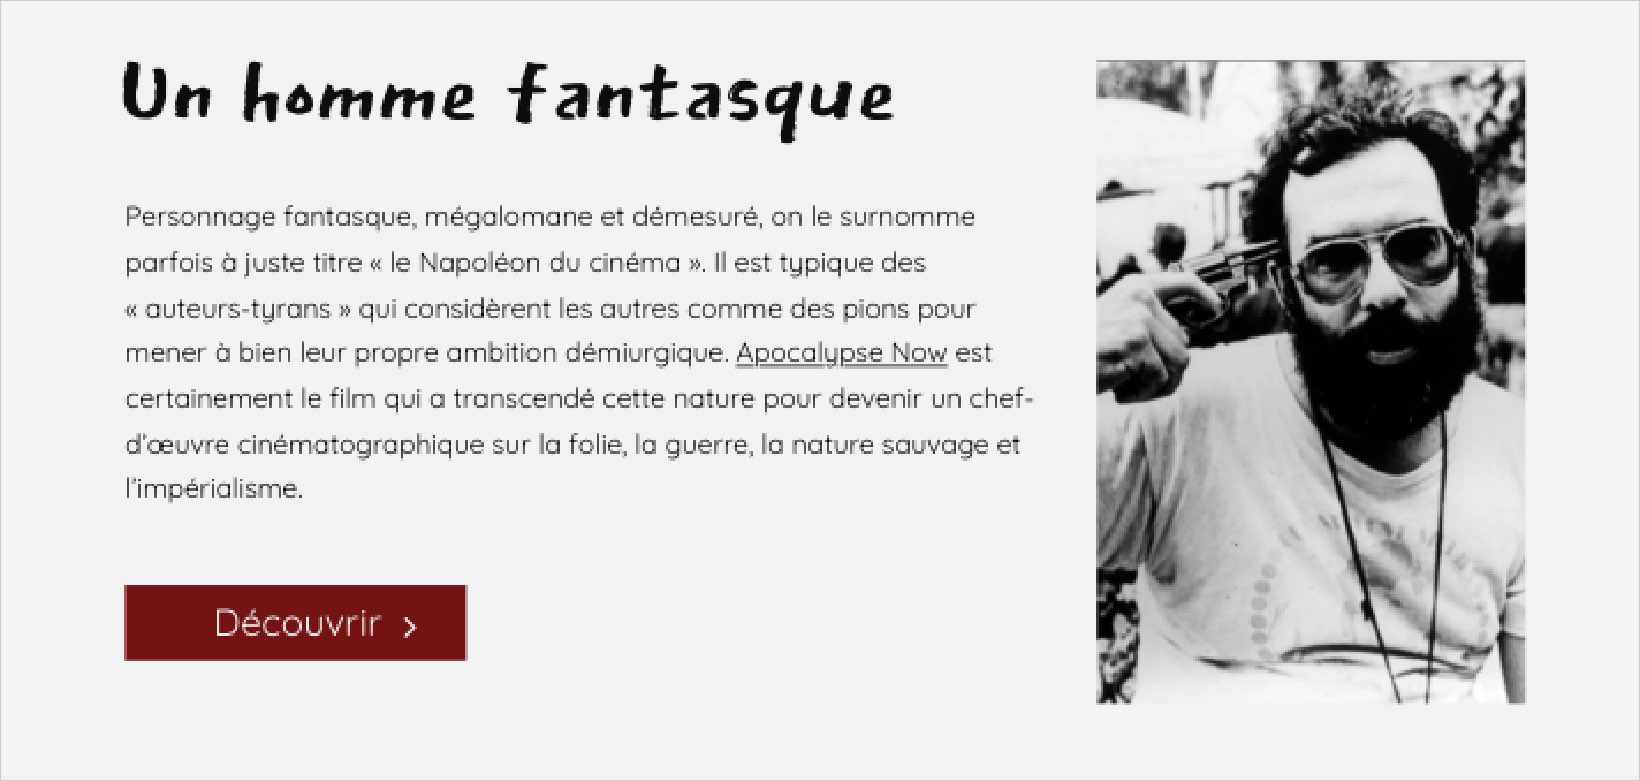 Un homme fantasque
Personnage fantasque, mégalomane et démesuré, on le surnomme
parfois à juste titre « le Napoléon du cinéma ». Il est typique des
« auteurs-tyrans » qui considèrent les autres comme des pions pour
mener à bien leur propre ambition démiurgique. Apocalypse Now est
certainement le film qui a transcendé cette nature pour devenir un chef-
d'œuvre cinématographique sur la folie, la guerre, la nature sauvage et
l'impérialisme.
Découvrir ›